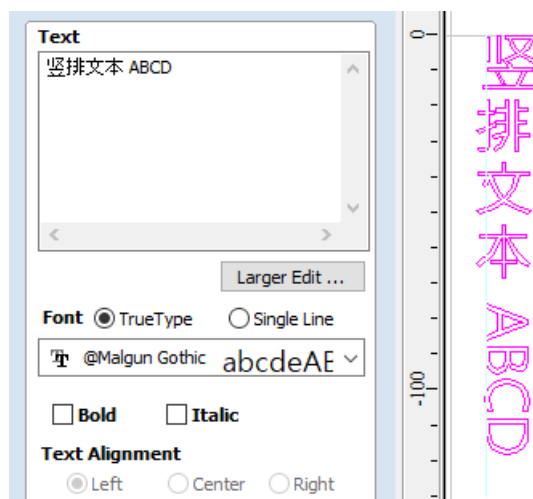 Text
竖排文本 ABCD
Larger Edit ...
Font TrueType Single Line
@Malgun Gothic abcdeAE
Bold Italic
Text Alignment
Left Center Right
0
-100
竖排文本 ABCD